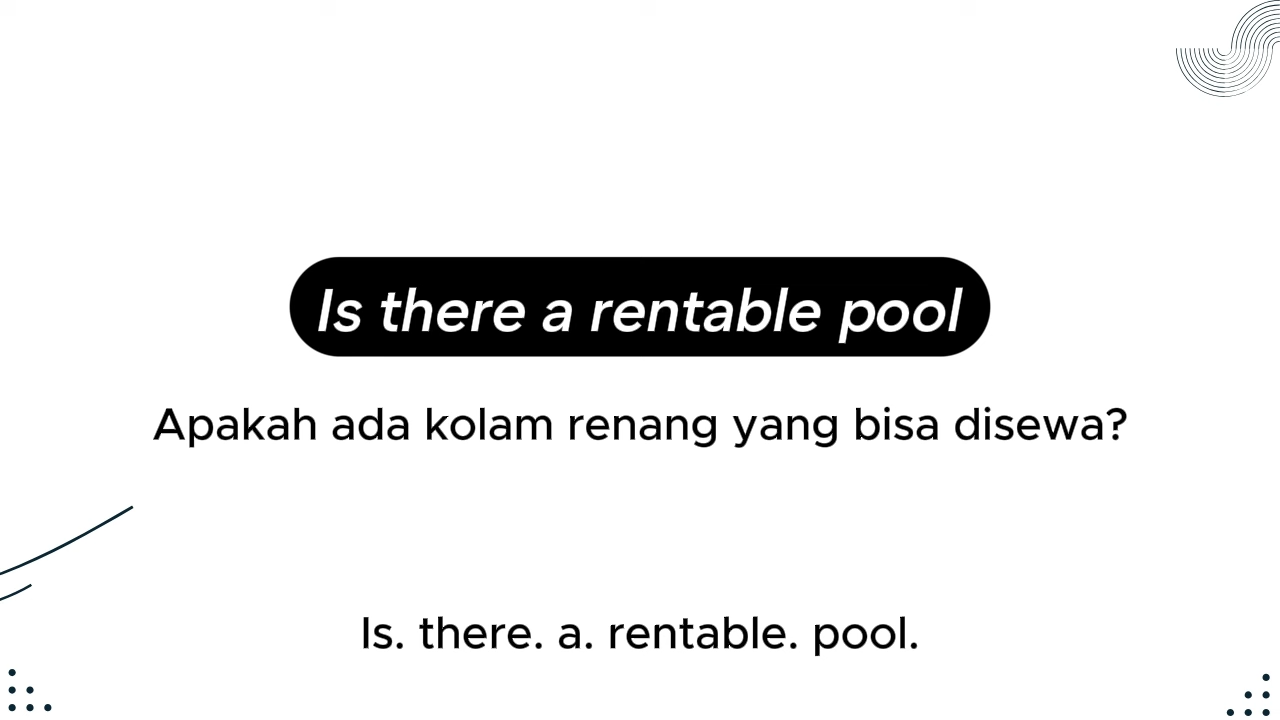 Is there a rentable pool
Apakah ada kolam renang yang bisa disewa?
Is. there. a. rentable. pool.